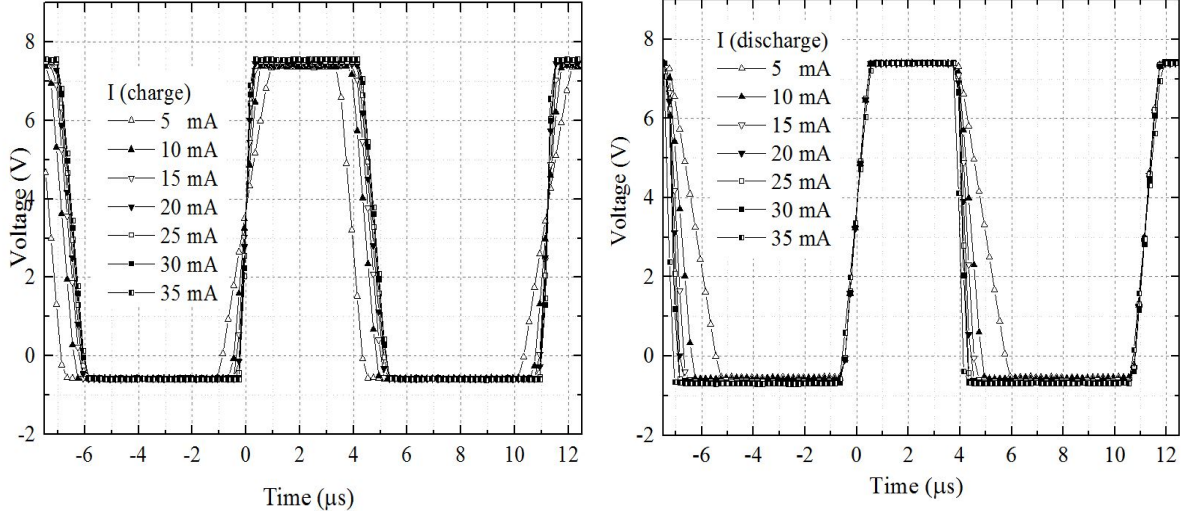 8
6
4
2
0
-2
Voltage (V)
I (charge)
5 mA
10 mA
15 mA
20 mA
25 mA
30 mA
35 mA
-6 -4 -2 0 2 4 6 8 10 12
Time (μs)
8
6
4
2
0
-2
Voltage (V)
I (discharge)
5 mA
10 mA
15 mA
20 mA
25 mA
30 mA
35 mA
-6 -4 -2 0 2 4 6 8 10 12
Time (μs)